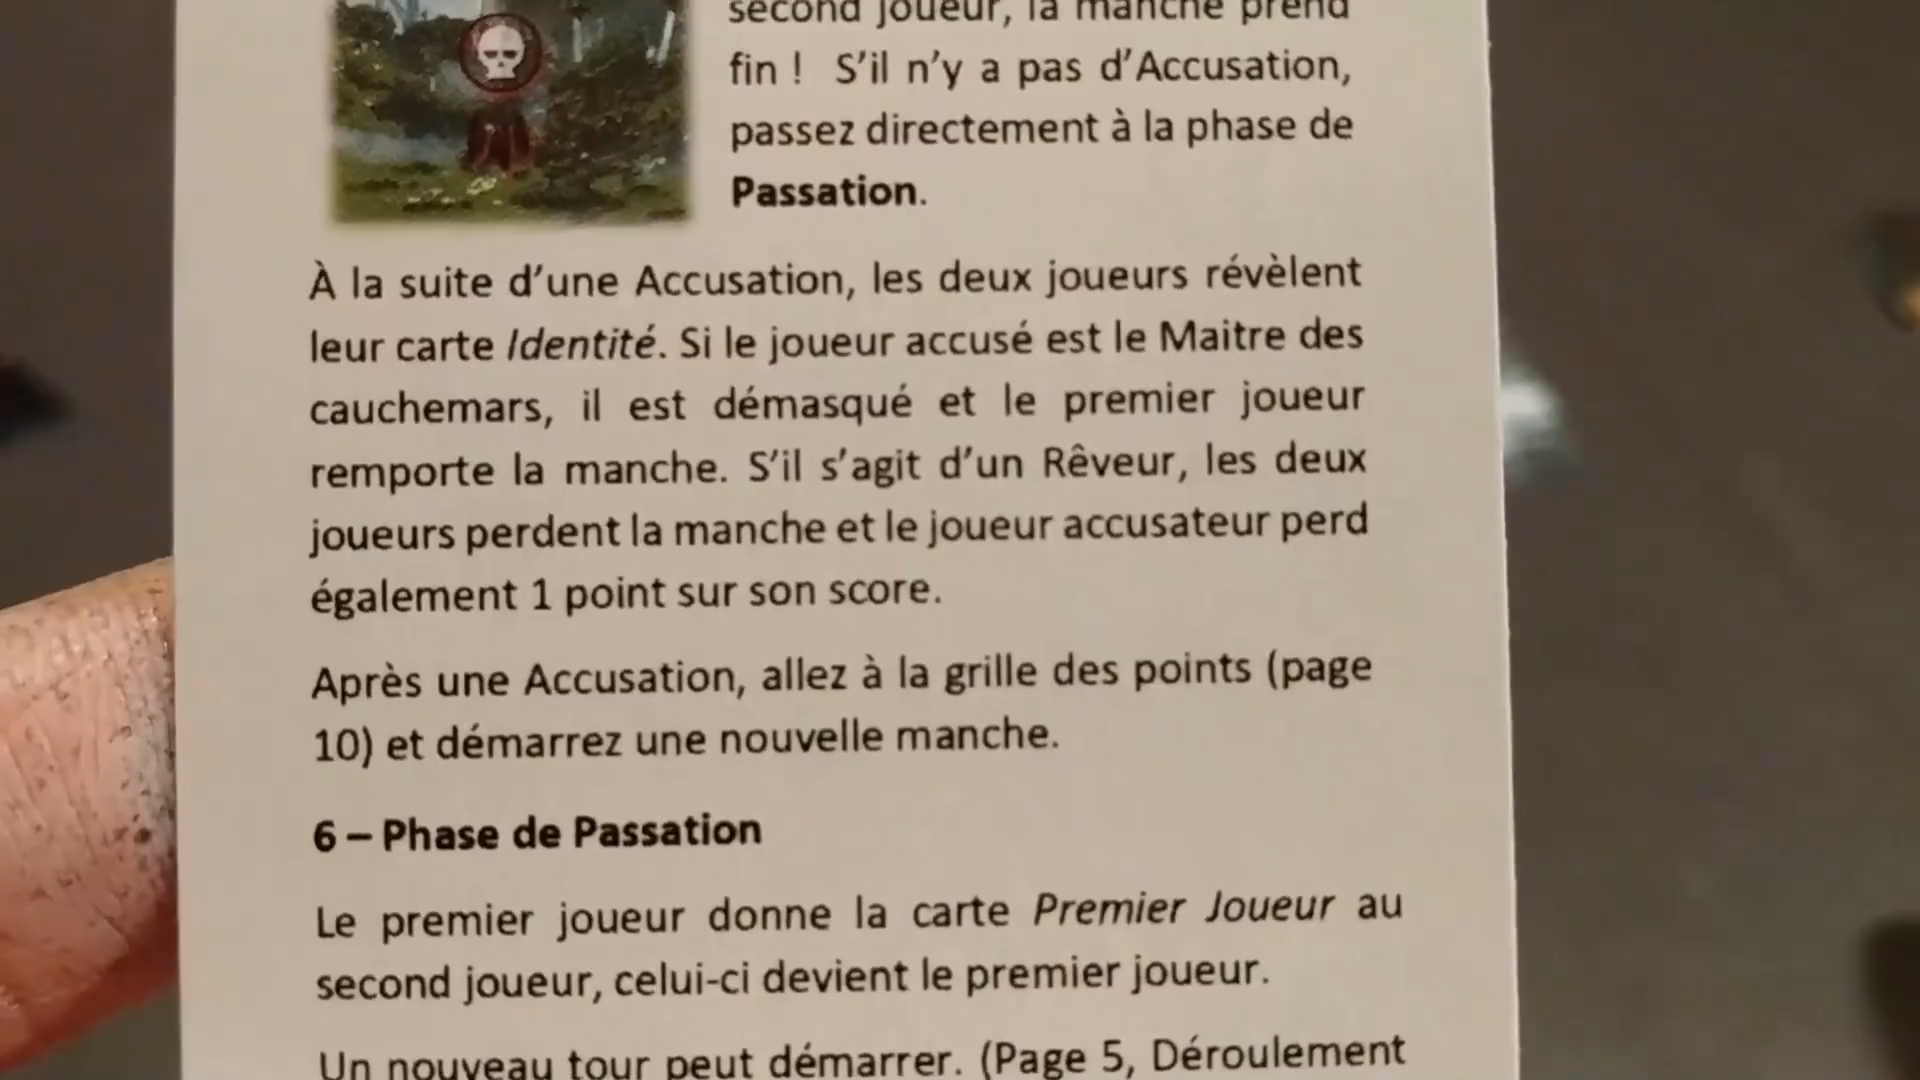 second joueur, la manche prend
fin ! S'il n'y a pas d'Accusation,
passez directement à la phase de
Passation.
À la suite d'une Accusation, les deux joueurs révèlent
leur carte Identité. Si le joueur accusé est le Maitre des
cauchemars, il est démasqué et le premier joueur
remporte la manche. S'il s'agit d'un Rêveur, les deux
joueurs perdent la manche et le joueur accusateur perd
également 1 point sur son score.
Après une Accusation, allez à la grille des points (page
10) et démarrez une nouvelle manche.
6 – Phase de Passation
Le premier joueur donne la carte Premier Joueur au
second joueur, celui-ci devient le premier joueur.
Un nouveau tour peut démarrer. (Page 5, Déroulement